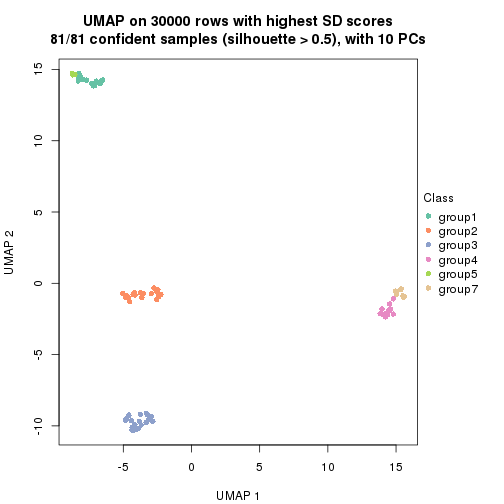 UMAP on 30000 rows with highest SD scores
81/81 confident samples (silhouette > 0.5), with 10 PCs
15
10
5
0
-5
-10
UMAP 2
-5
0
5
10
15
UMAP 1
Class
group1
group2
group3
group4
group5
group7